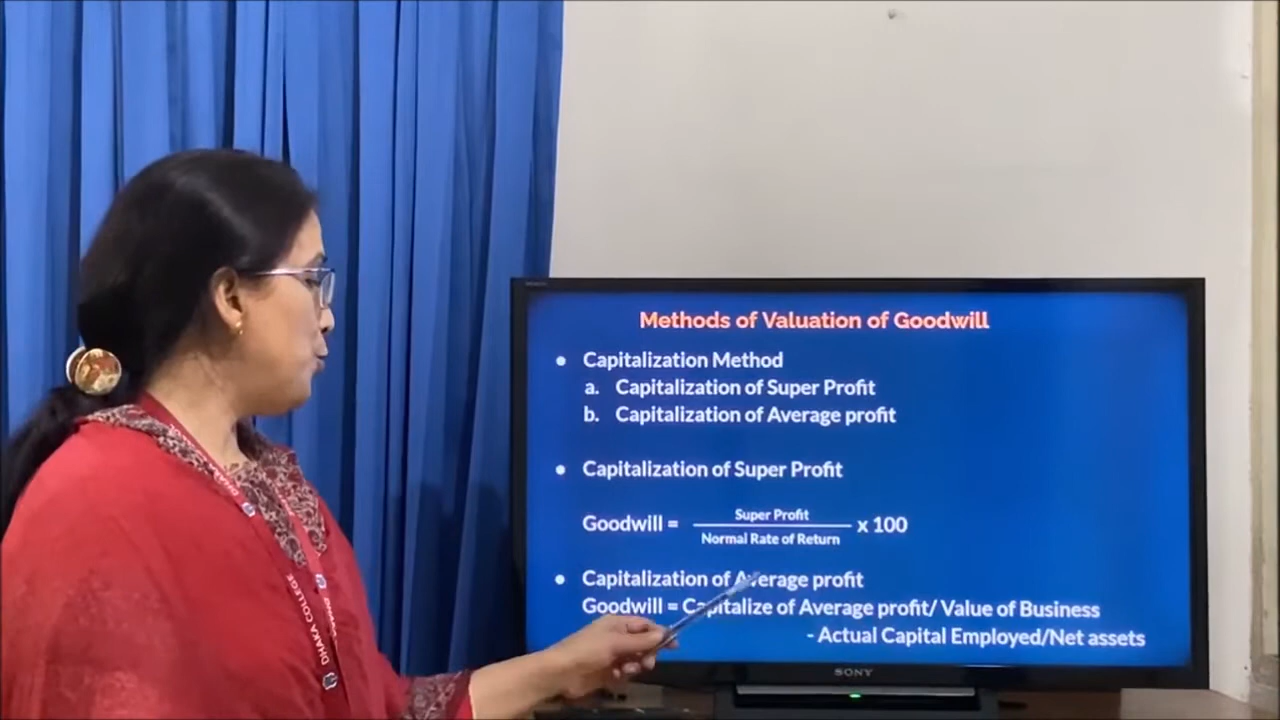 Methods of Valuation of Goodwill
● Capitalization Method
a. Capitalization of Super Profit
b. Capitalization of Average profit
● Capitalization of Super Profit
Goodwill = Super Profit / Normal Rate of Return x 100
● Capitalization of Average profit
Goodwill = Capitalize of Average profit/ Value of Business
- Actual Capital Employed/Net assets
SONY
DHAKA COLLEGE